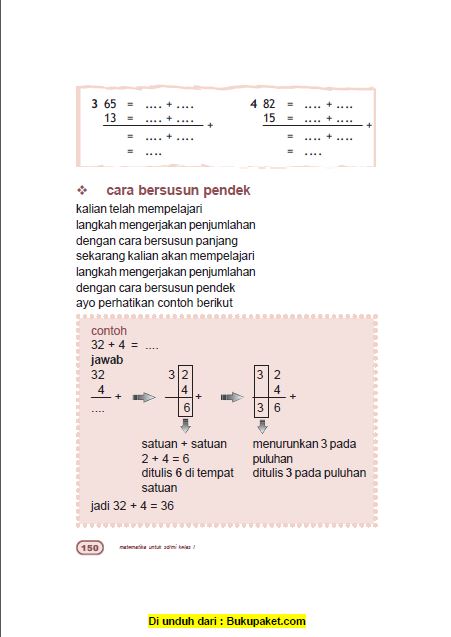 3 65 = .... + ....
13 = .... + .... +
= .... + ....
= ....
4 82 = .... + ....
15 = .... + .... +
= .... + ....
= ....
❖ cara bersusun pendek
kalian telah mempelajari
langkah mengerjakan penjumlahan
dengan cara bersusun panjang
sekarang kalian akan mempelajari
langkah mengerjakan penjumlahan
dengan cara bersusun pendek
ayo perhatikan contoh berikut
contoh
32 + 4 = ....
jawab
32
4 +
....
3 2
4 +
6
3 2
4 +
3 6
satuan + satuan
2 + 4 = 6
ditulis 6 di tempat
satuan
menurunkan 3 pada
puluhan
ditulis 3 pada puluhan
jadi 32 + 4 = 36
150 matematika untuk sd/mi kelas I
Di unduh dari : Bukupaket.com